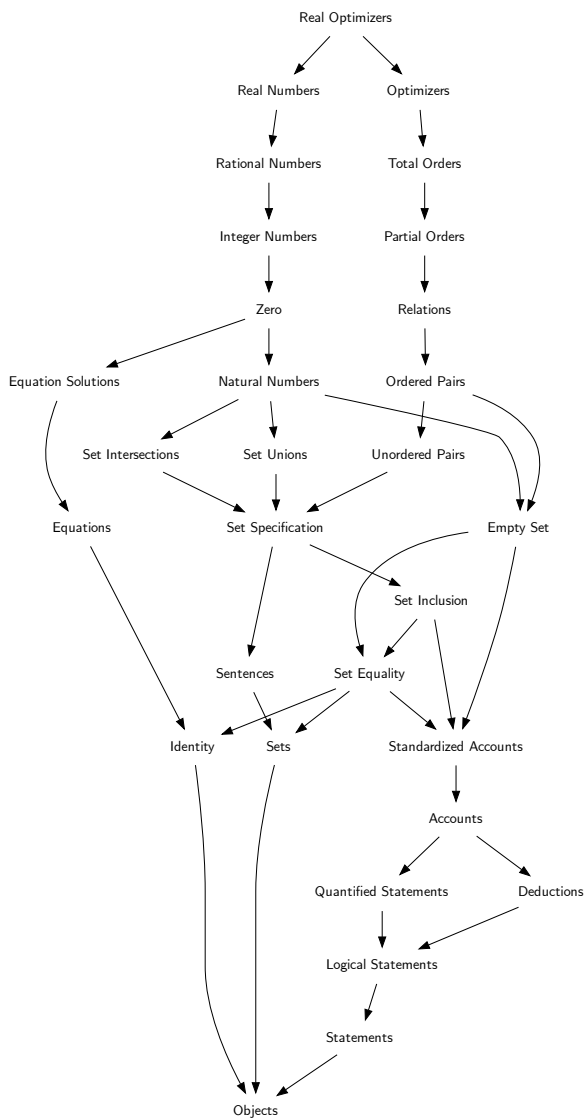 Real Optimizers
Real Numbers
Optimizers
Rational Numbers
Total Orders
Integer Numbers
Partial Orders
Zero
Relations
Equation Solutions
Natural Numbers
Ordered Pairs
Set Intersections
Set Unions
Unordered Pairs
Equations
Set Specification
Empty Set
Set Inclusion
Sentences
Set Equality
Identity
Sets
Standardized Accounts
Accounts
Quantified Statements
Deductions
Logical Statements
Statements
Objects